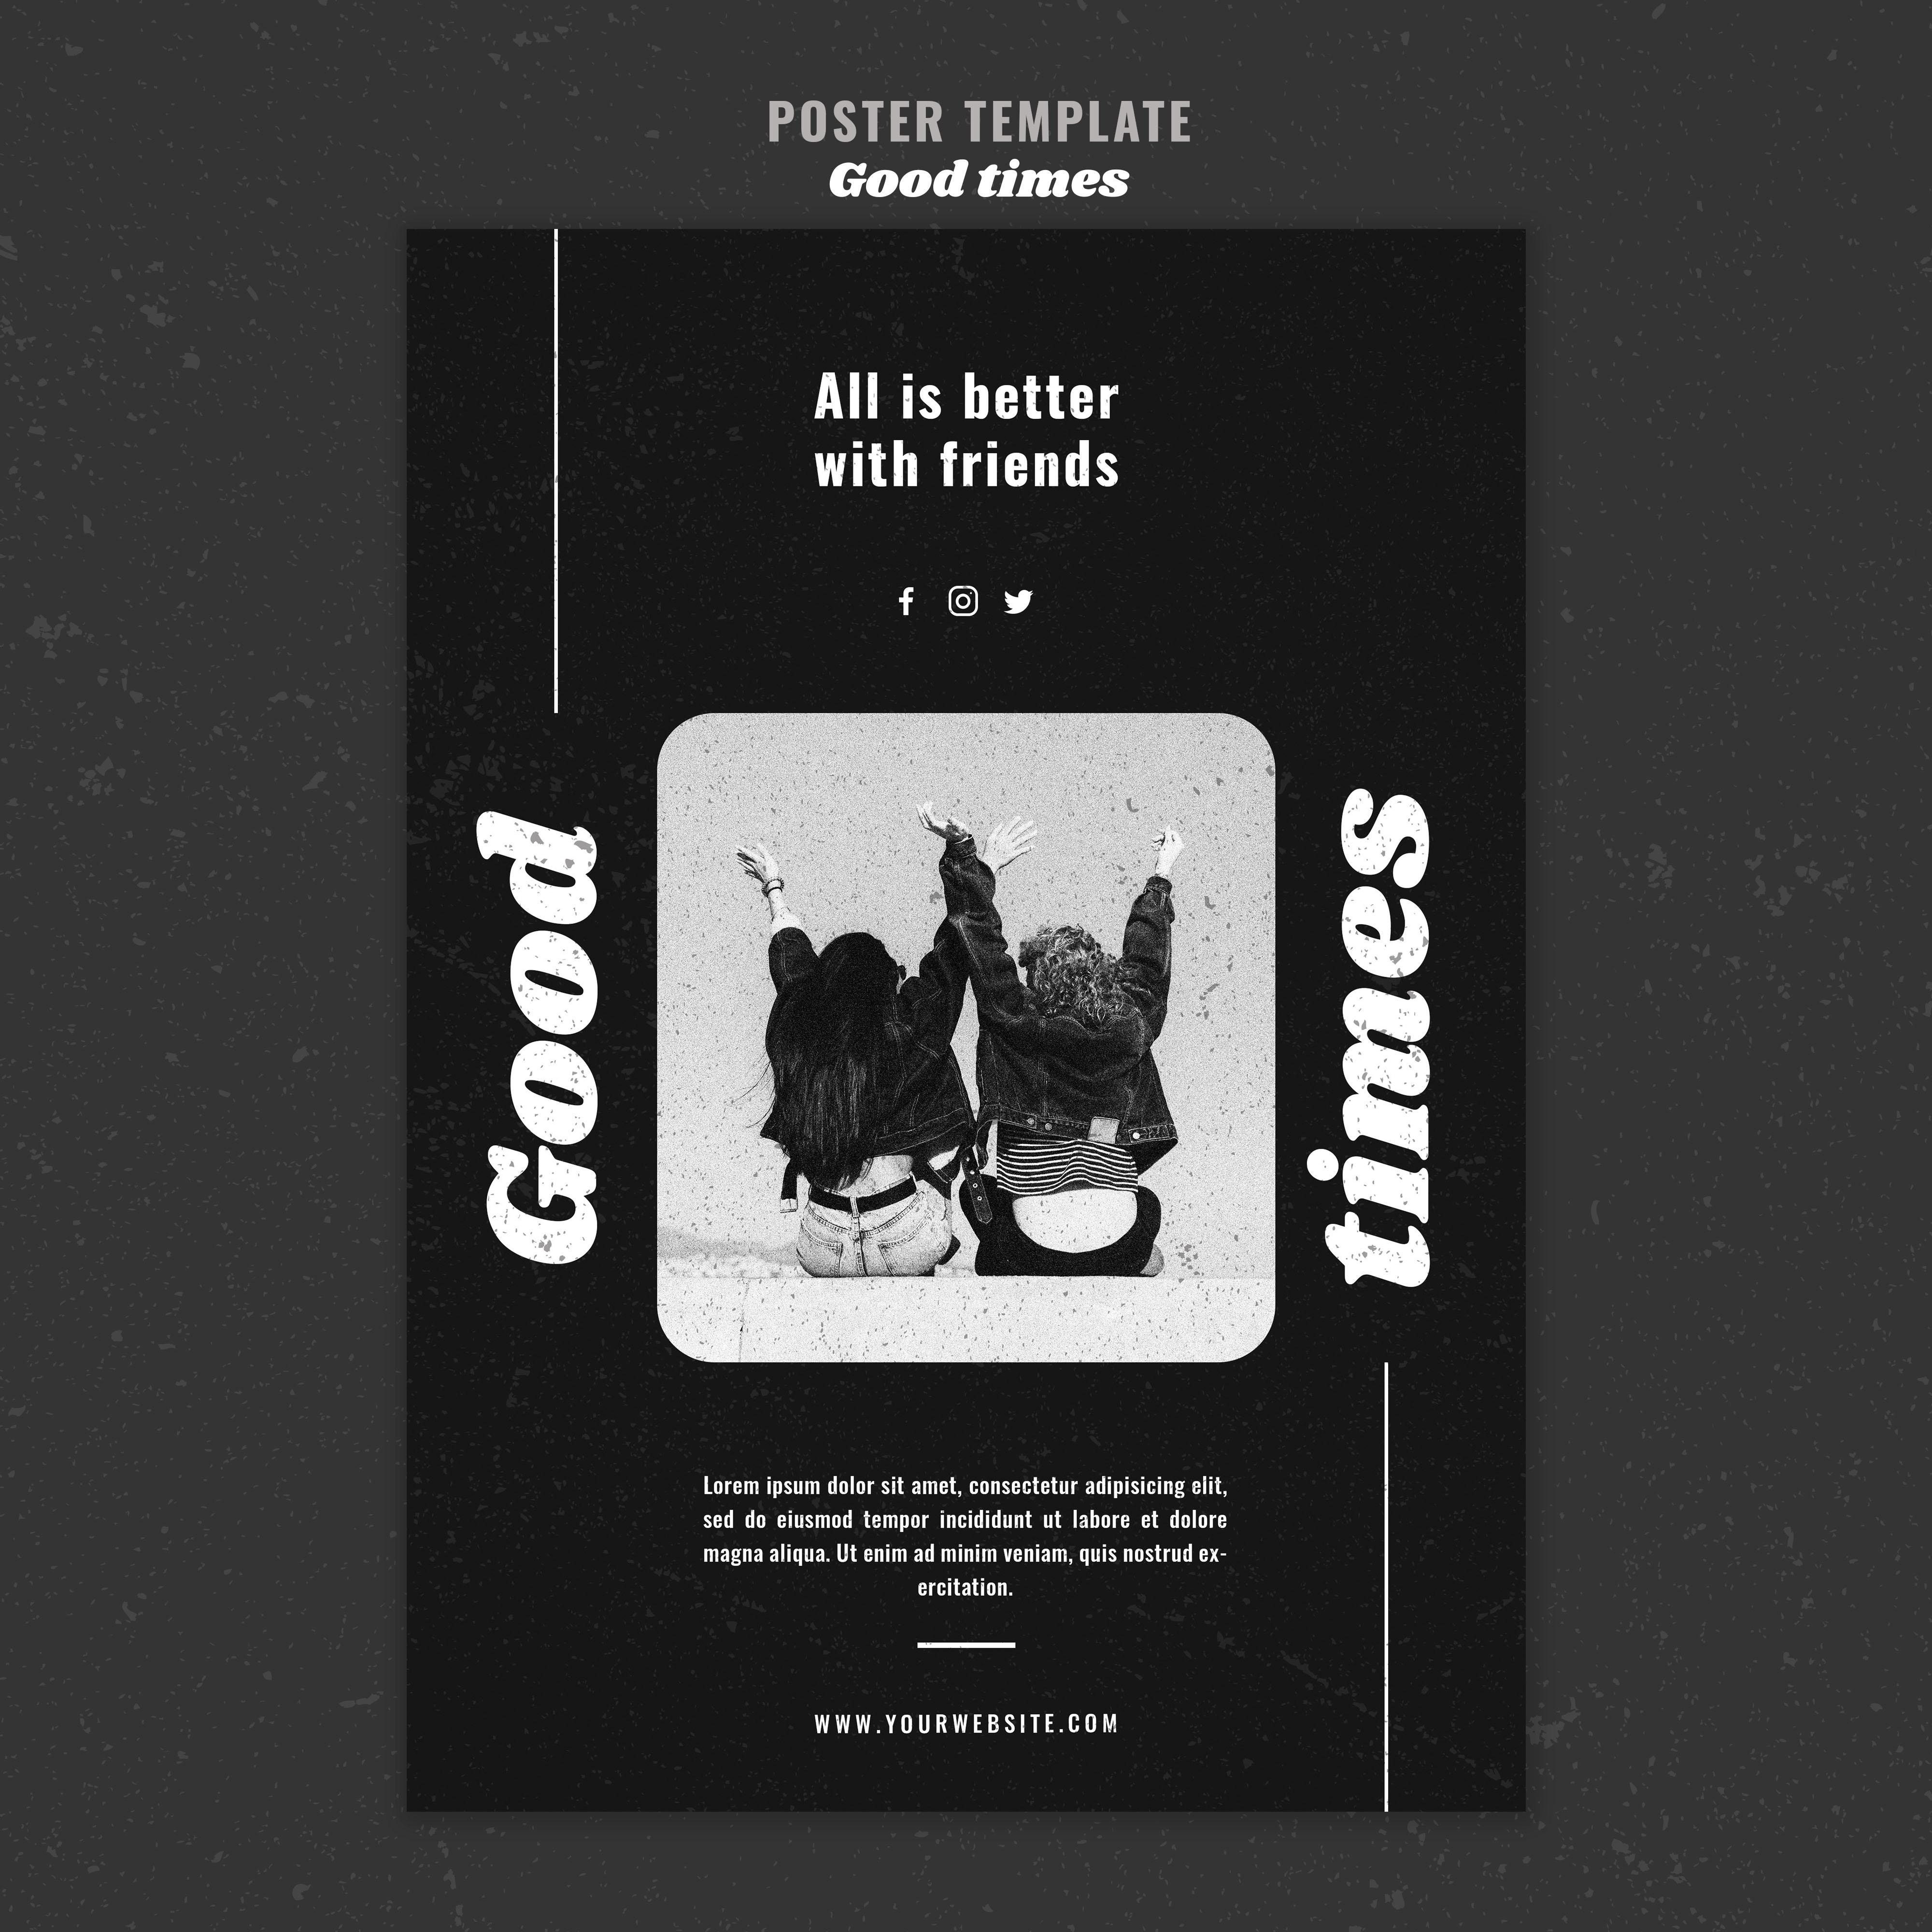 POSTER TEMPLATE
Good times
All is better
with friends
Good
times
Lorem ipsum dolor sit amet, consectetur adipisicing elit,
sed do eiusmod tempor incididunt ut labore et dolore
magna aliqua. Ut enim ad minim veniam, quis nostrud ex-
ercitation.
WWW.YOURWEBSITE.COM